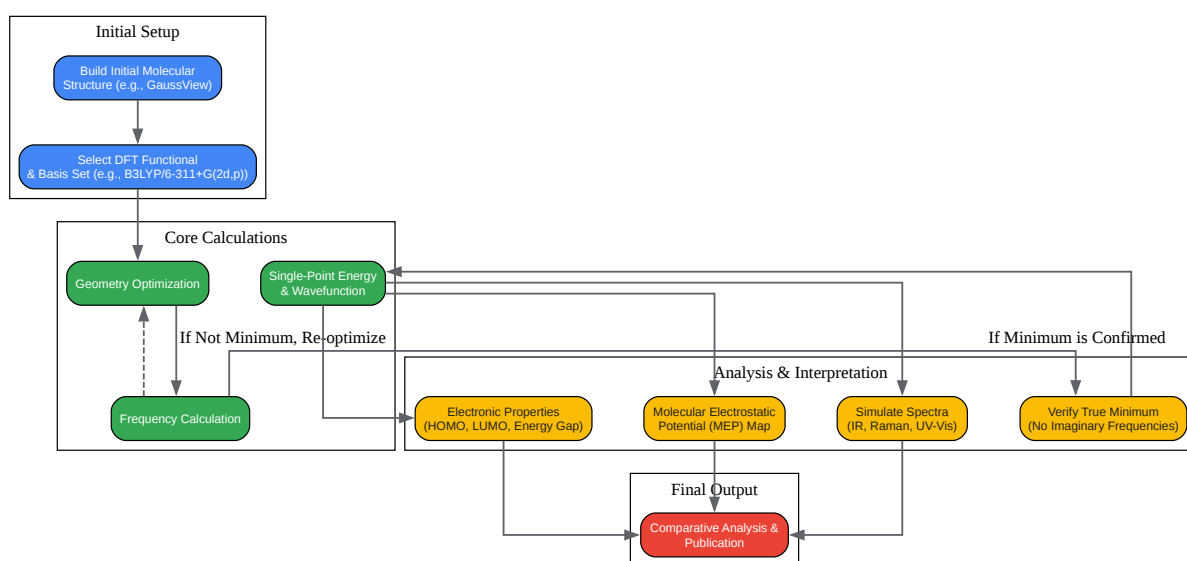 Initial Setup
Build Initial Molecular
Structure (e.g., GaussView)
Select DFT Functional
& Basis Set (e.g., B3LYP/6-311+G(2d,p))
Core Calculations
Geometry Optimization
Single-Point Energy
& Wavefunction
If Not Minimum, Re-optimize
If Minimum is Confirmed
Frequency Calculation
Analysis & Interpretation
Electronic Properties
(HOMO, LUMO, Energy Gap)
Molecular Electrostatic
Potential (MEP) Map
Simulate Spectra
(IR, Raman, UV-Vis)
Verify True Minimum
(No Imaginary Frequencies)
Final Output
Comparative Analysis &
Publication